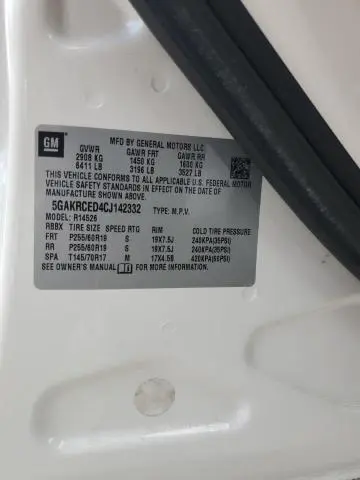 GM
MFD BY GENERAL MOTORS LLC
GVWR GAWR FRT GAWR RR
2908 KG 1450 KG 1600 KG
6411 LB 3196 LB 3527 LB
THIS VEHICLE CONFORMS TO ALL APPLICABLE U.S. FEDERAL MOTOR
VEHICLE SAFETY STANDARDS IN EFFECT ON THE DATE OF
MANUFACTURE SHOWN ABOVE.
5GAKRCED4CJ142332 TYPE: M.P.V.
MODEL: R14526
RBBX TIRE SIZE SPEED RTG RIM COLD TIRE PRESSURE
FRT P255/60R19 S 19X7.5J 240KPA(35PSI)
RR P255/60R19 S 19X7.5J 240KPA(35PSI)
SPA T145/70R17 M 17X4.5B 420KPA(60PSI)
SEE OWNER'S MANUAL FOR ADDITIONAL INFORMATION.